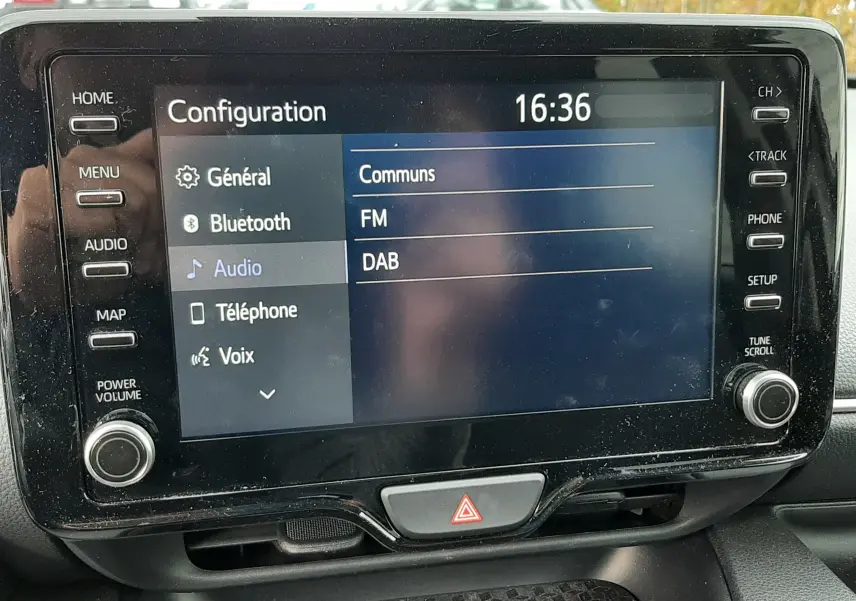 HOME
MENU
AUDIO
MAP
POWER
VOLUME
Configuration
16:36
Général
Bluetooth
Audio
Téléphone
Voix
Communs
FM
DAB
CH >
<TRACK
PHONE
SETUP
TUNE
SCROLL